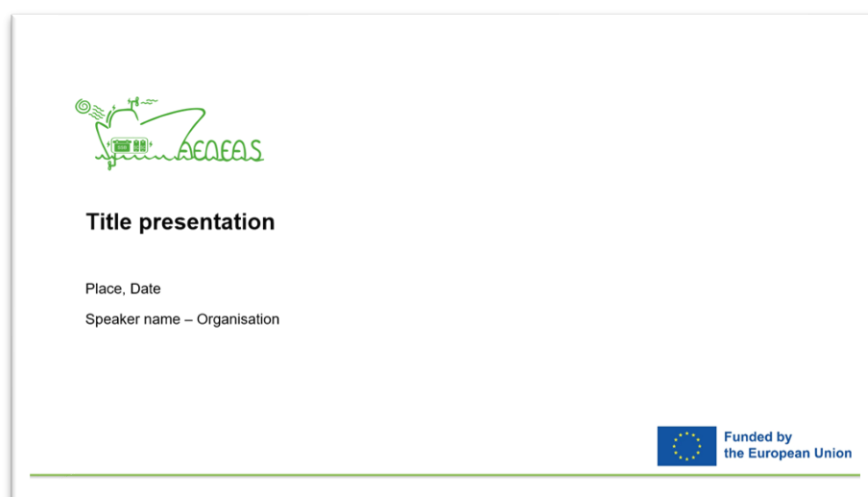 AENEAS
Title presentation
Place, Date
Speaker name – Organisation
Funded by
the European Union